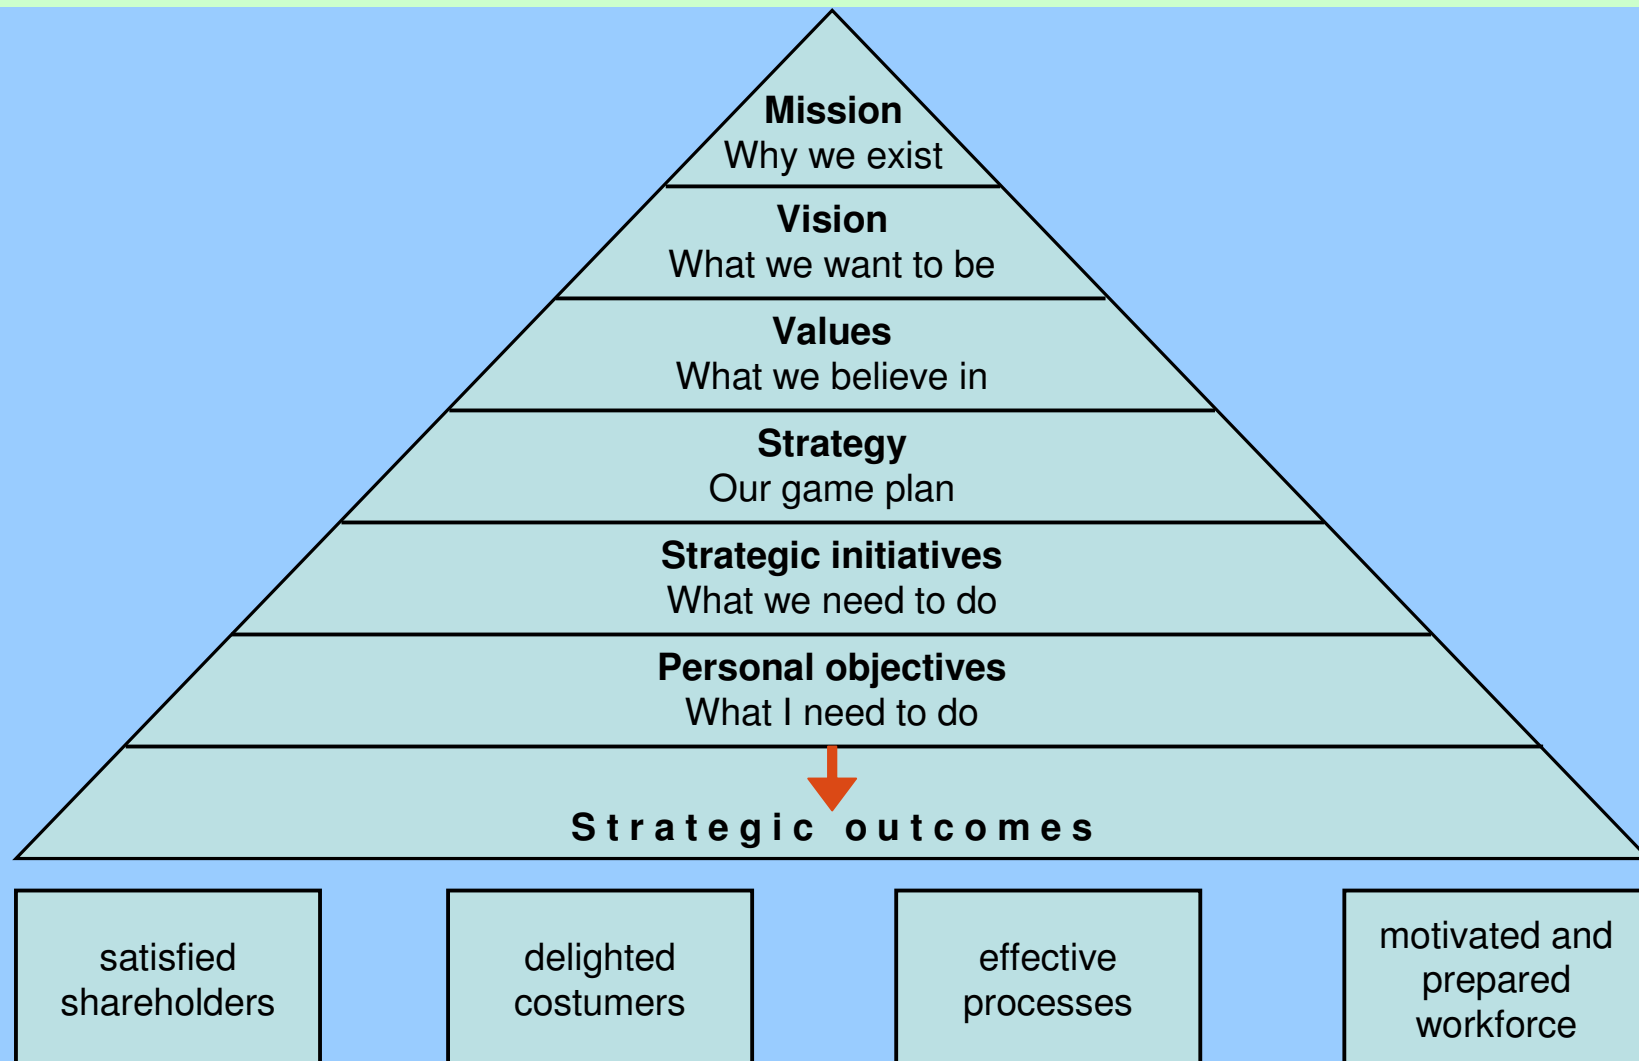 Mission
Why we exist
Vision
What we want to be
Values
What we believe in
Strategy
Our game plan
Strategic initiatives
What we need to do
Personal objectives
What I need to do
Strategic outcomes
satisfied
shareholders
delighted
costumers
effective
processes
motivated and
prepared
workforce